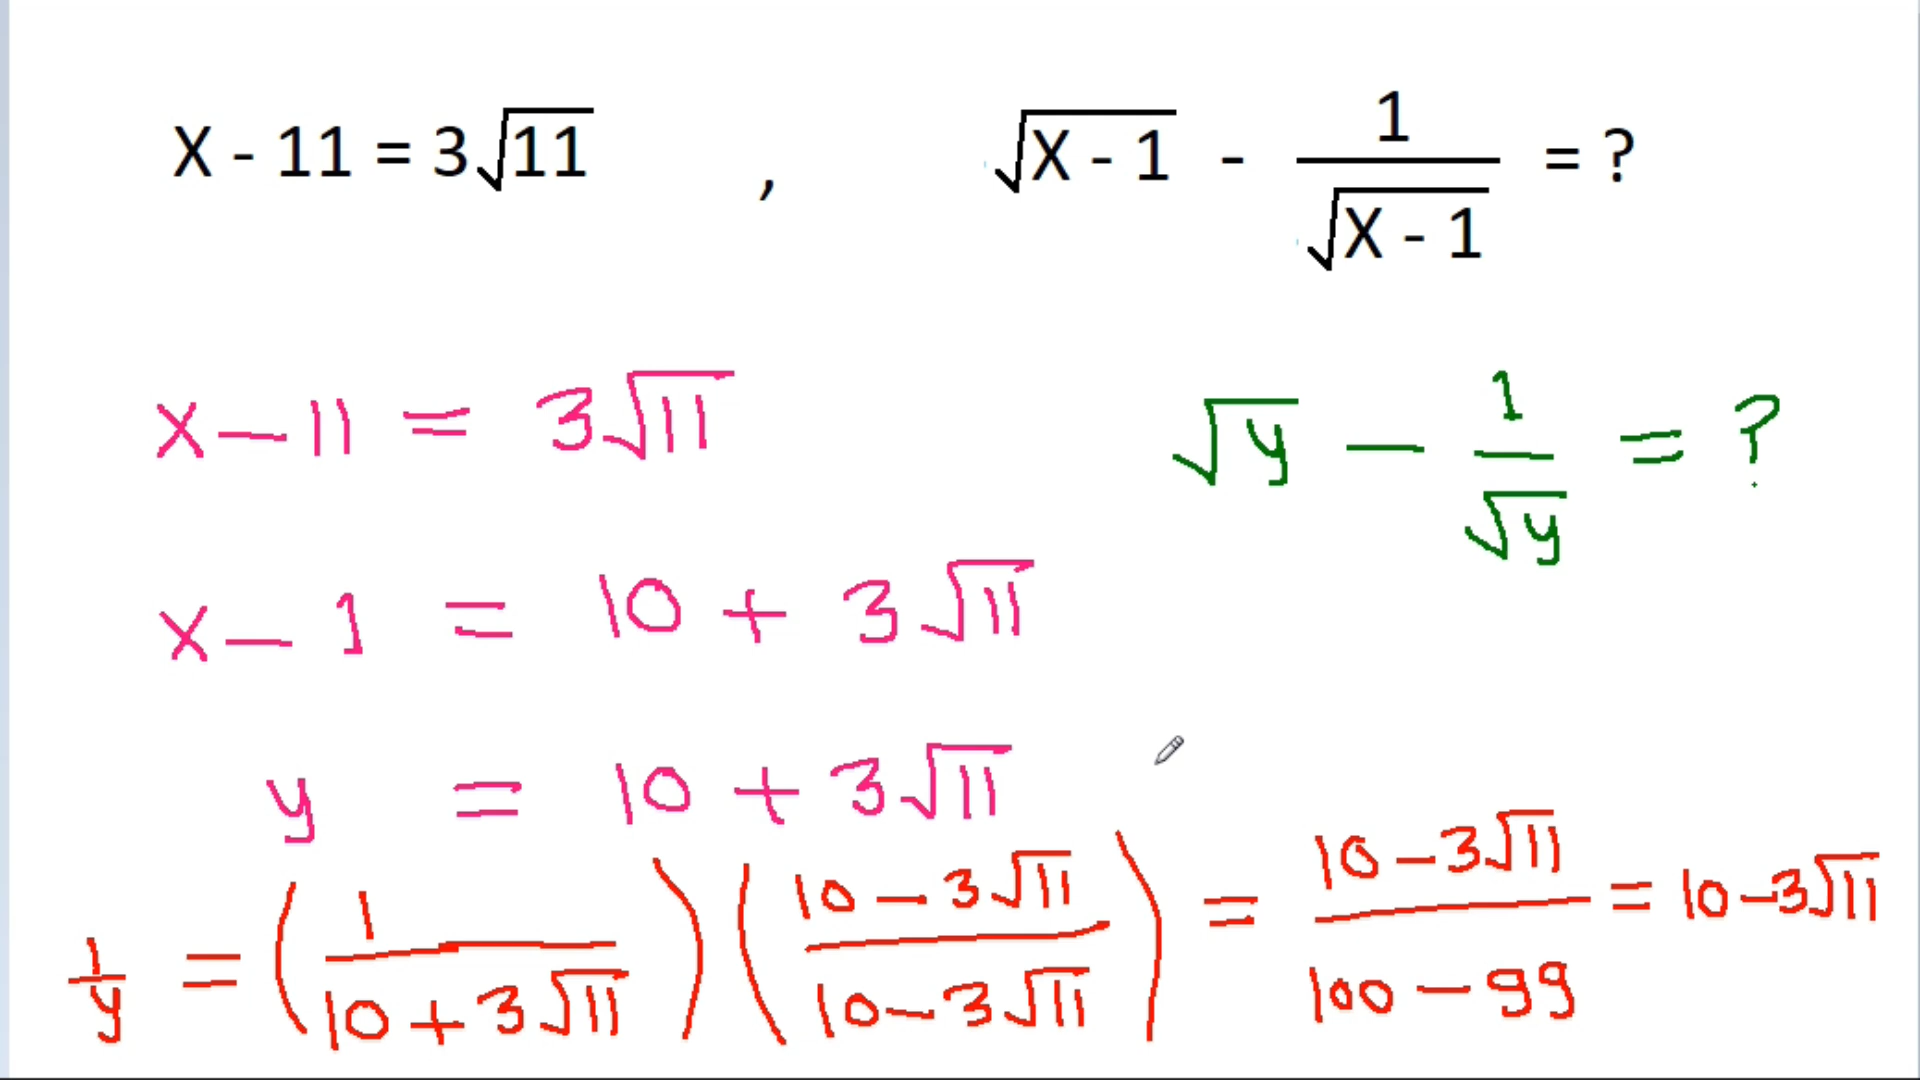 X - 11 = 3√11 , √(X - 1) - 1/√(X - 1) = ?
x - 11 = 3√11
√y - 1/√y = ?
x - 1 = 10 + 3√11
y = 10 + 3√11
1/y = (1/(10 + 3√11)) ((10 - 3√11)/(10 - 3√11)) = (10 - 3√11)/(100 - 99) = 10 - 3√11